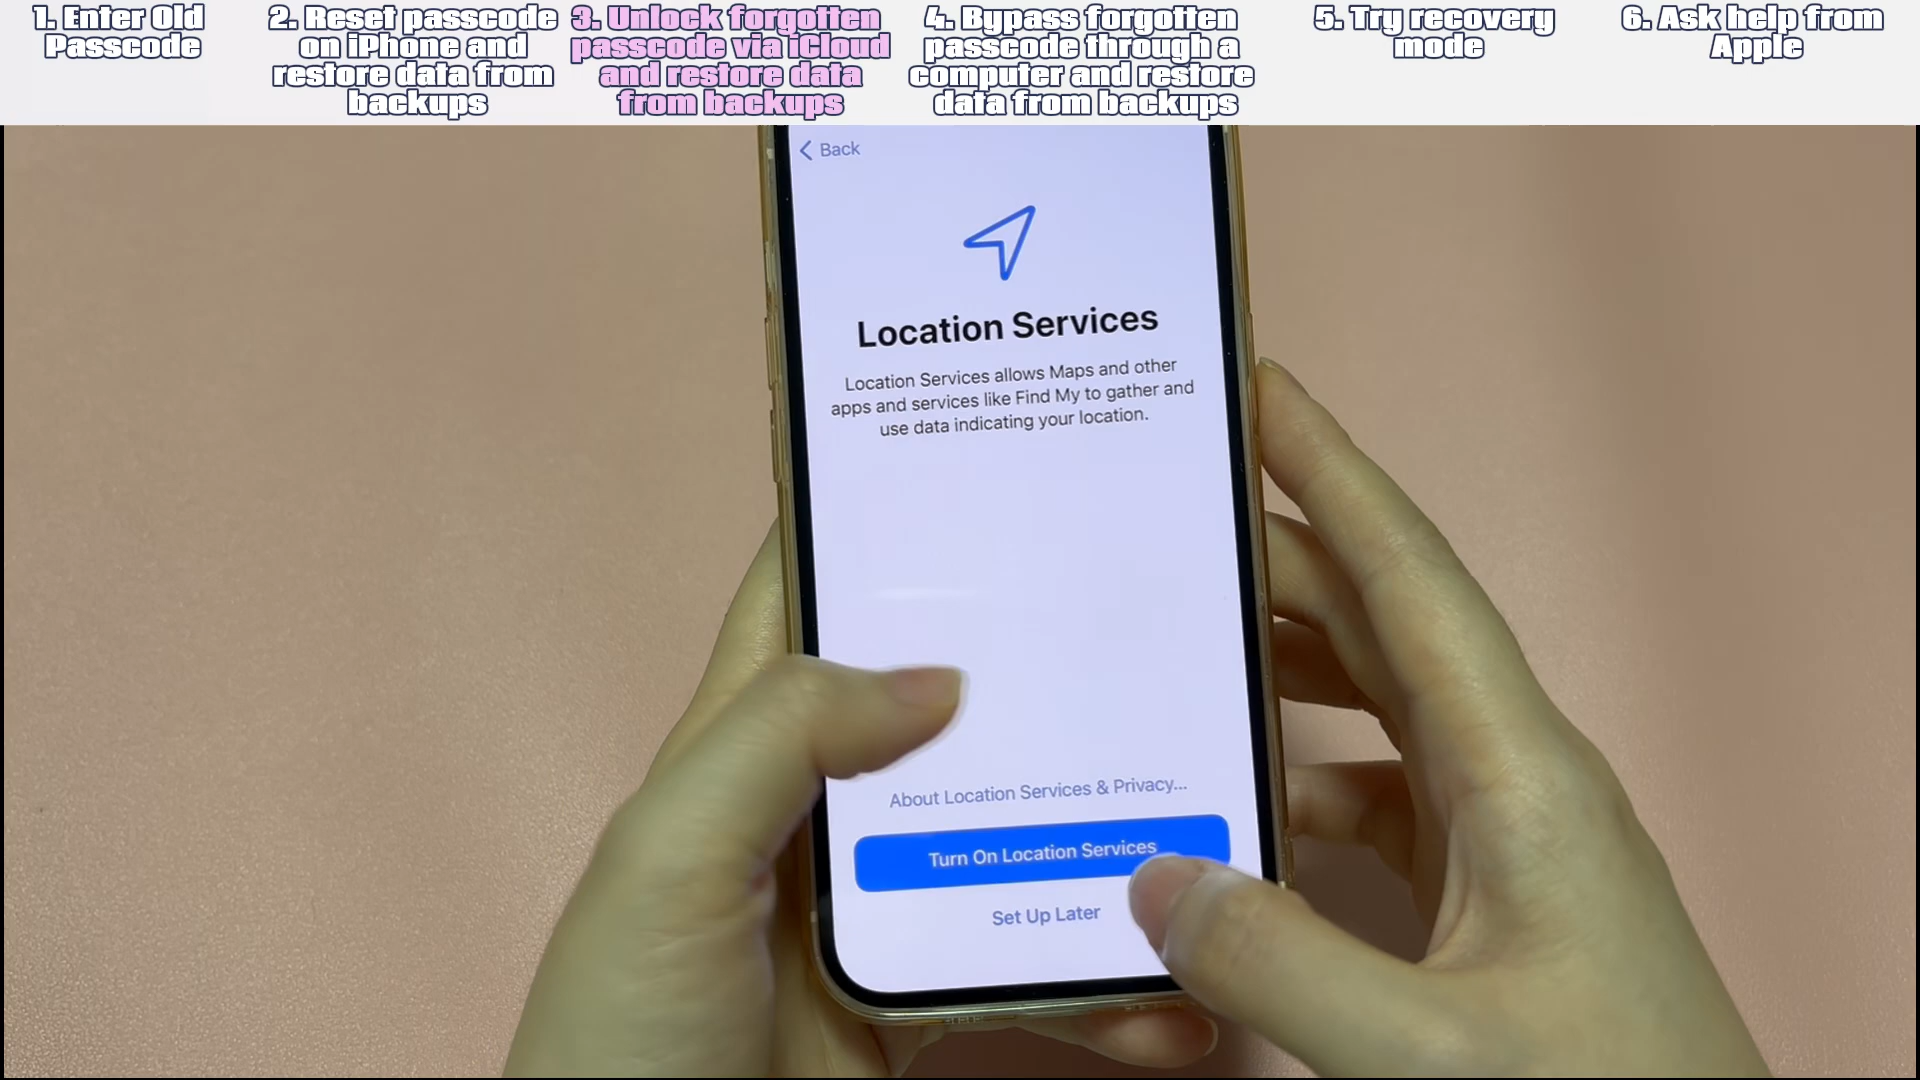 1. Enter Old
Passcode
2. Reset passcode
on iPhone and
restore data from
backups
3. Unlock forgotten
passcode via iCloud
and restore data
from backups
4. Bypass forgotten
passcode through a
computer and restore
data from backups
5. Try recovery
mode
6. Ask help from
Apple
Back
Location Services
Location Services allows Maps and other
apps and services like Find My to gather and
use data indicating your location.
About Location Services & Privacy...
Turn On Location Services
Set Up Later